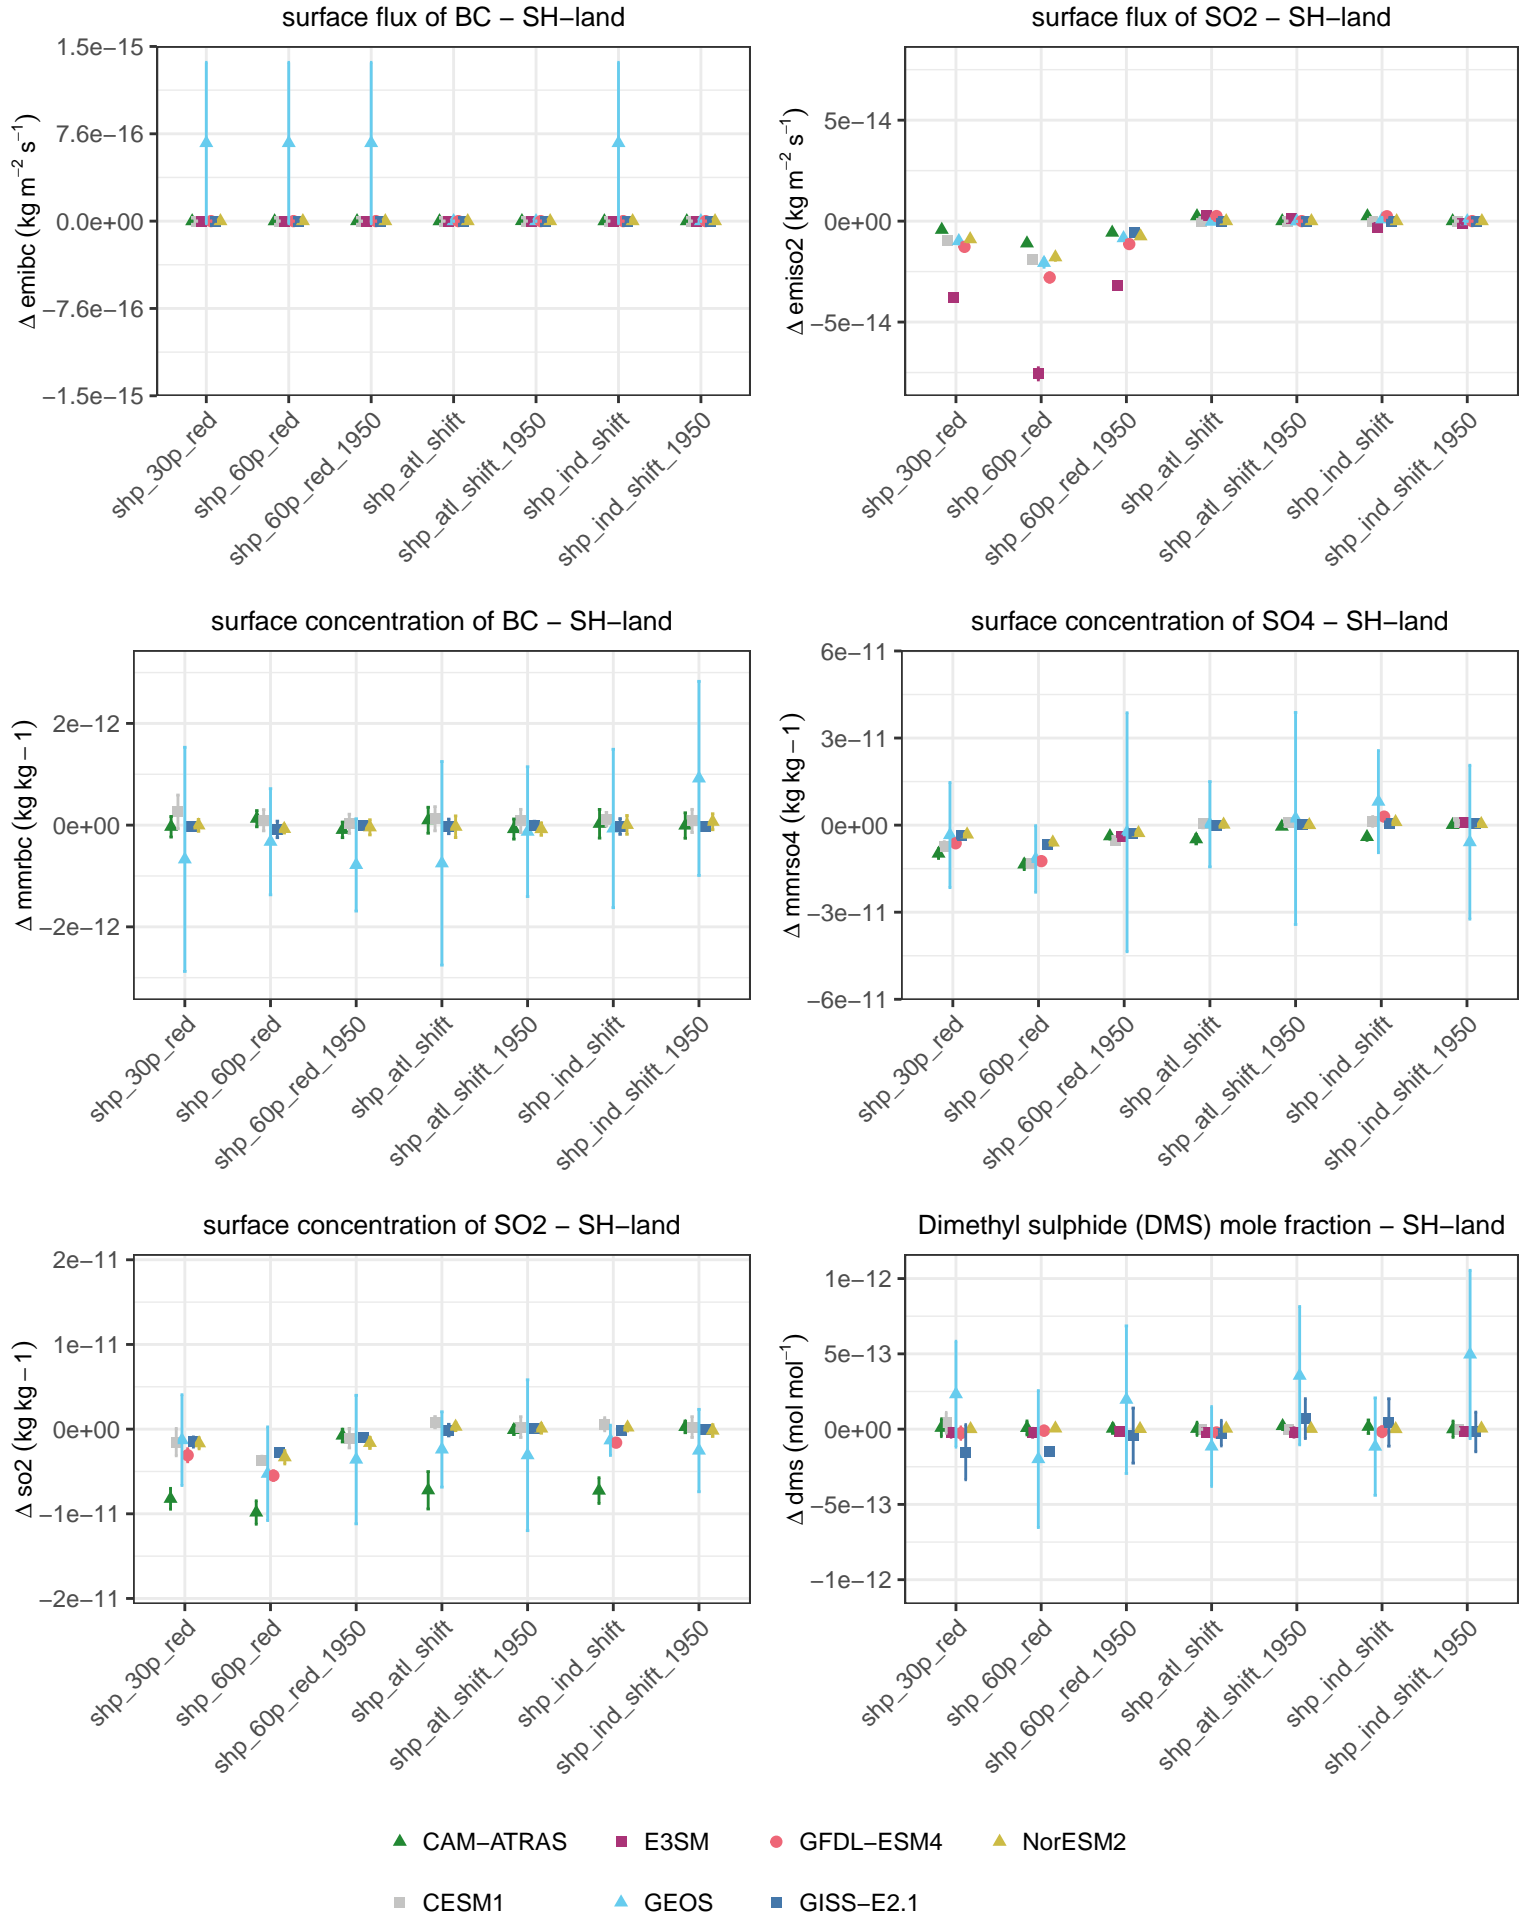 surface flux of BC − SH−land
Δ emibc (kg m−2 s−1)
1.5e−15
7.6e−16
0.0e+00
−7.6e−16
−1.5e−15
shp_30p_red
shp_60p_red
shp_60p_red_1950
shp_atl_shift
shp_atl_shift_1950
shp_ind_shift
shp_ind_shift_1950
surface flux of SO2 − SH−land
Δ emiso2 (kg m−2 s−1)
5e−14
0e+00
−5e−14
shp_30p_red
shp_60p_red
shp_60p_red_1950
shp_atl_shift
shp_atl_shift_1950
shp_ind_shift
shp_ind_shift_1950
surface concentration of BC − SH−land
Δ mmrbc (kg kg − 1)
2e−12
0e+00
−2e−12
shp_30p_red
shp_60p_red
shp_60p_red_1950
shp_atl_shift
shp_atl_shift_1950
shp_ind_shift
shp_ind_shift_1950
surface concentration of SO4 − SH−land
Δ mmrso4 (kg kg − 1)
6e−11
3e−11
0e+00
−3e−11
−6e−11
shp_30p_red
shp_60p_red
shp_60p_red_1950
shp_atl_shift
shp_atl_shift_1950
shp_ind_shift
shp_ind_shift_1950
surface concentration of SO2 − SH−land
Δ so2 (kg kg − 1)
2e−11
1e−11
0e+00
−1e−11
−2e−11
shp_30p_red
shp_60p_red
shp_60p_red_1950
shp_atl_shift
shp_atl_shift_1950
shp_ind_shift
shp_ind_shift_1950
Dimethyl sulphide (DMS) mole fraction − SH−land
Δ dms (mol mol−1)
1e−12
5e−13
0e+00
−5e−13
−1e−12
shp_30p_red
shp_60p_red
shp_60p_red_1950
shp_atl_shift
shp_atl_shift_1950
shp_ind_shift
shp_ind_shift_1950
CAM−ATRAS E3SM GFDL−ESM4 NorESM2
CESM1 GEOS GISS−E2.1